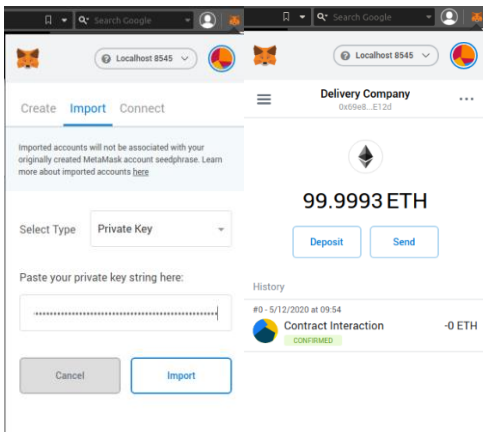 Search Google
Localhost 8545
Create Import Connect
Imported accounts will not be associated with your
originally created MetaMask account seedphrase. Learn
more about imported accounts here
Select Type Private Key
Paste your private key string here:
Cancel Import
Search Google
Localhost 8545
Delivery Company
0x69e8...E12d
99.9993 ETH
Deposit Send
History
#0 - 5/12/2020 at 09:54
Contract Interaction -0 ETH
CONFIRMED